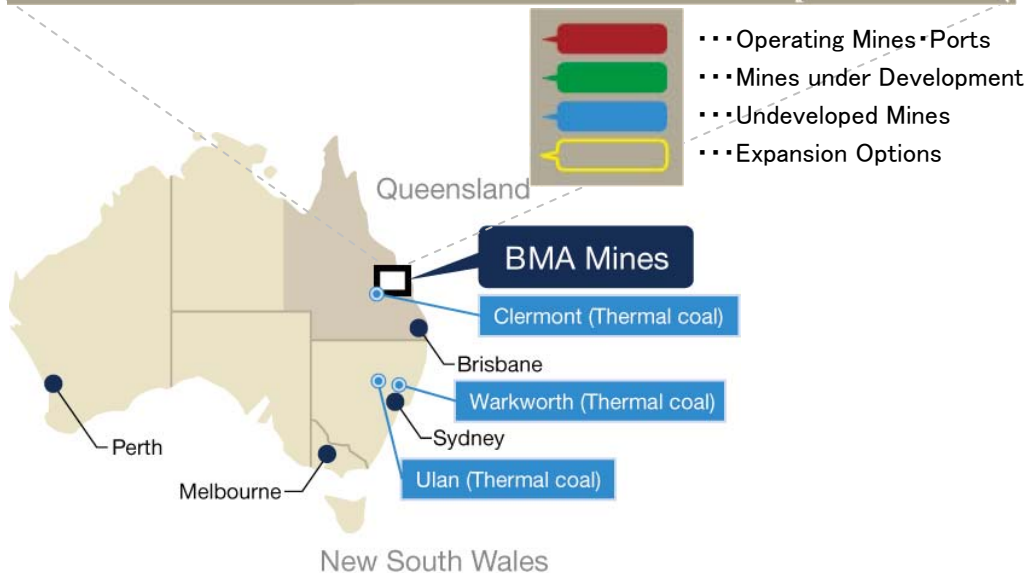 ･･･Operating Mines･Ports
･･･Mines under Development
･･･Undeveloped Mines
･･･Expansion Options
Queensland
BMA Mines
Clermont (Thermal coal)
Brisbane
Warkworth (Thermal coal)
Sydney
Perth
Ulan (Thermal coal)
Melbourne
New South Wales